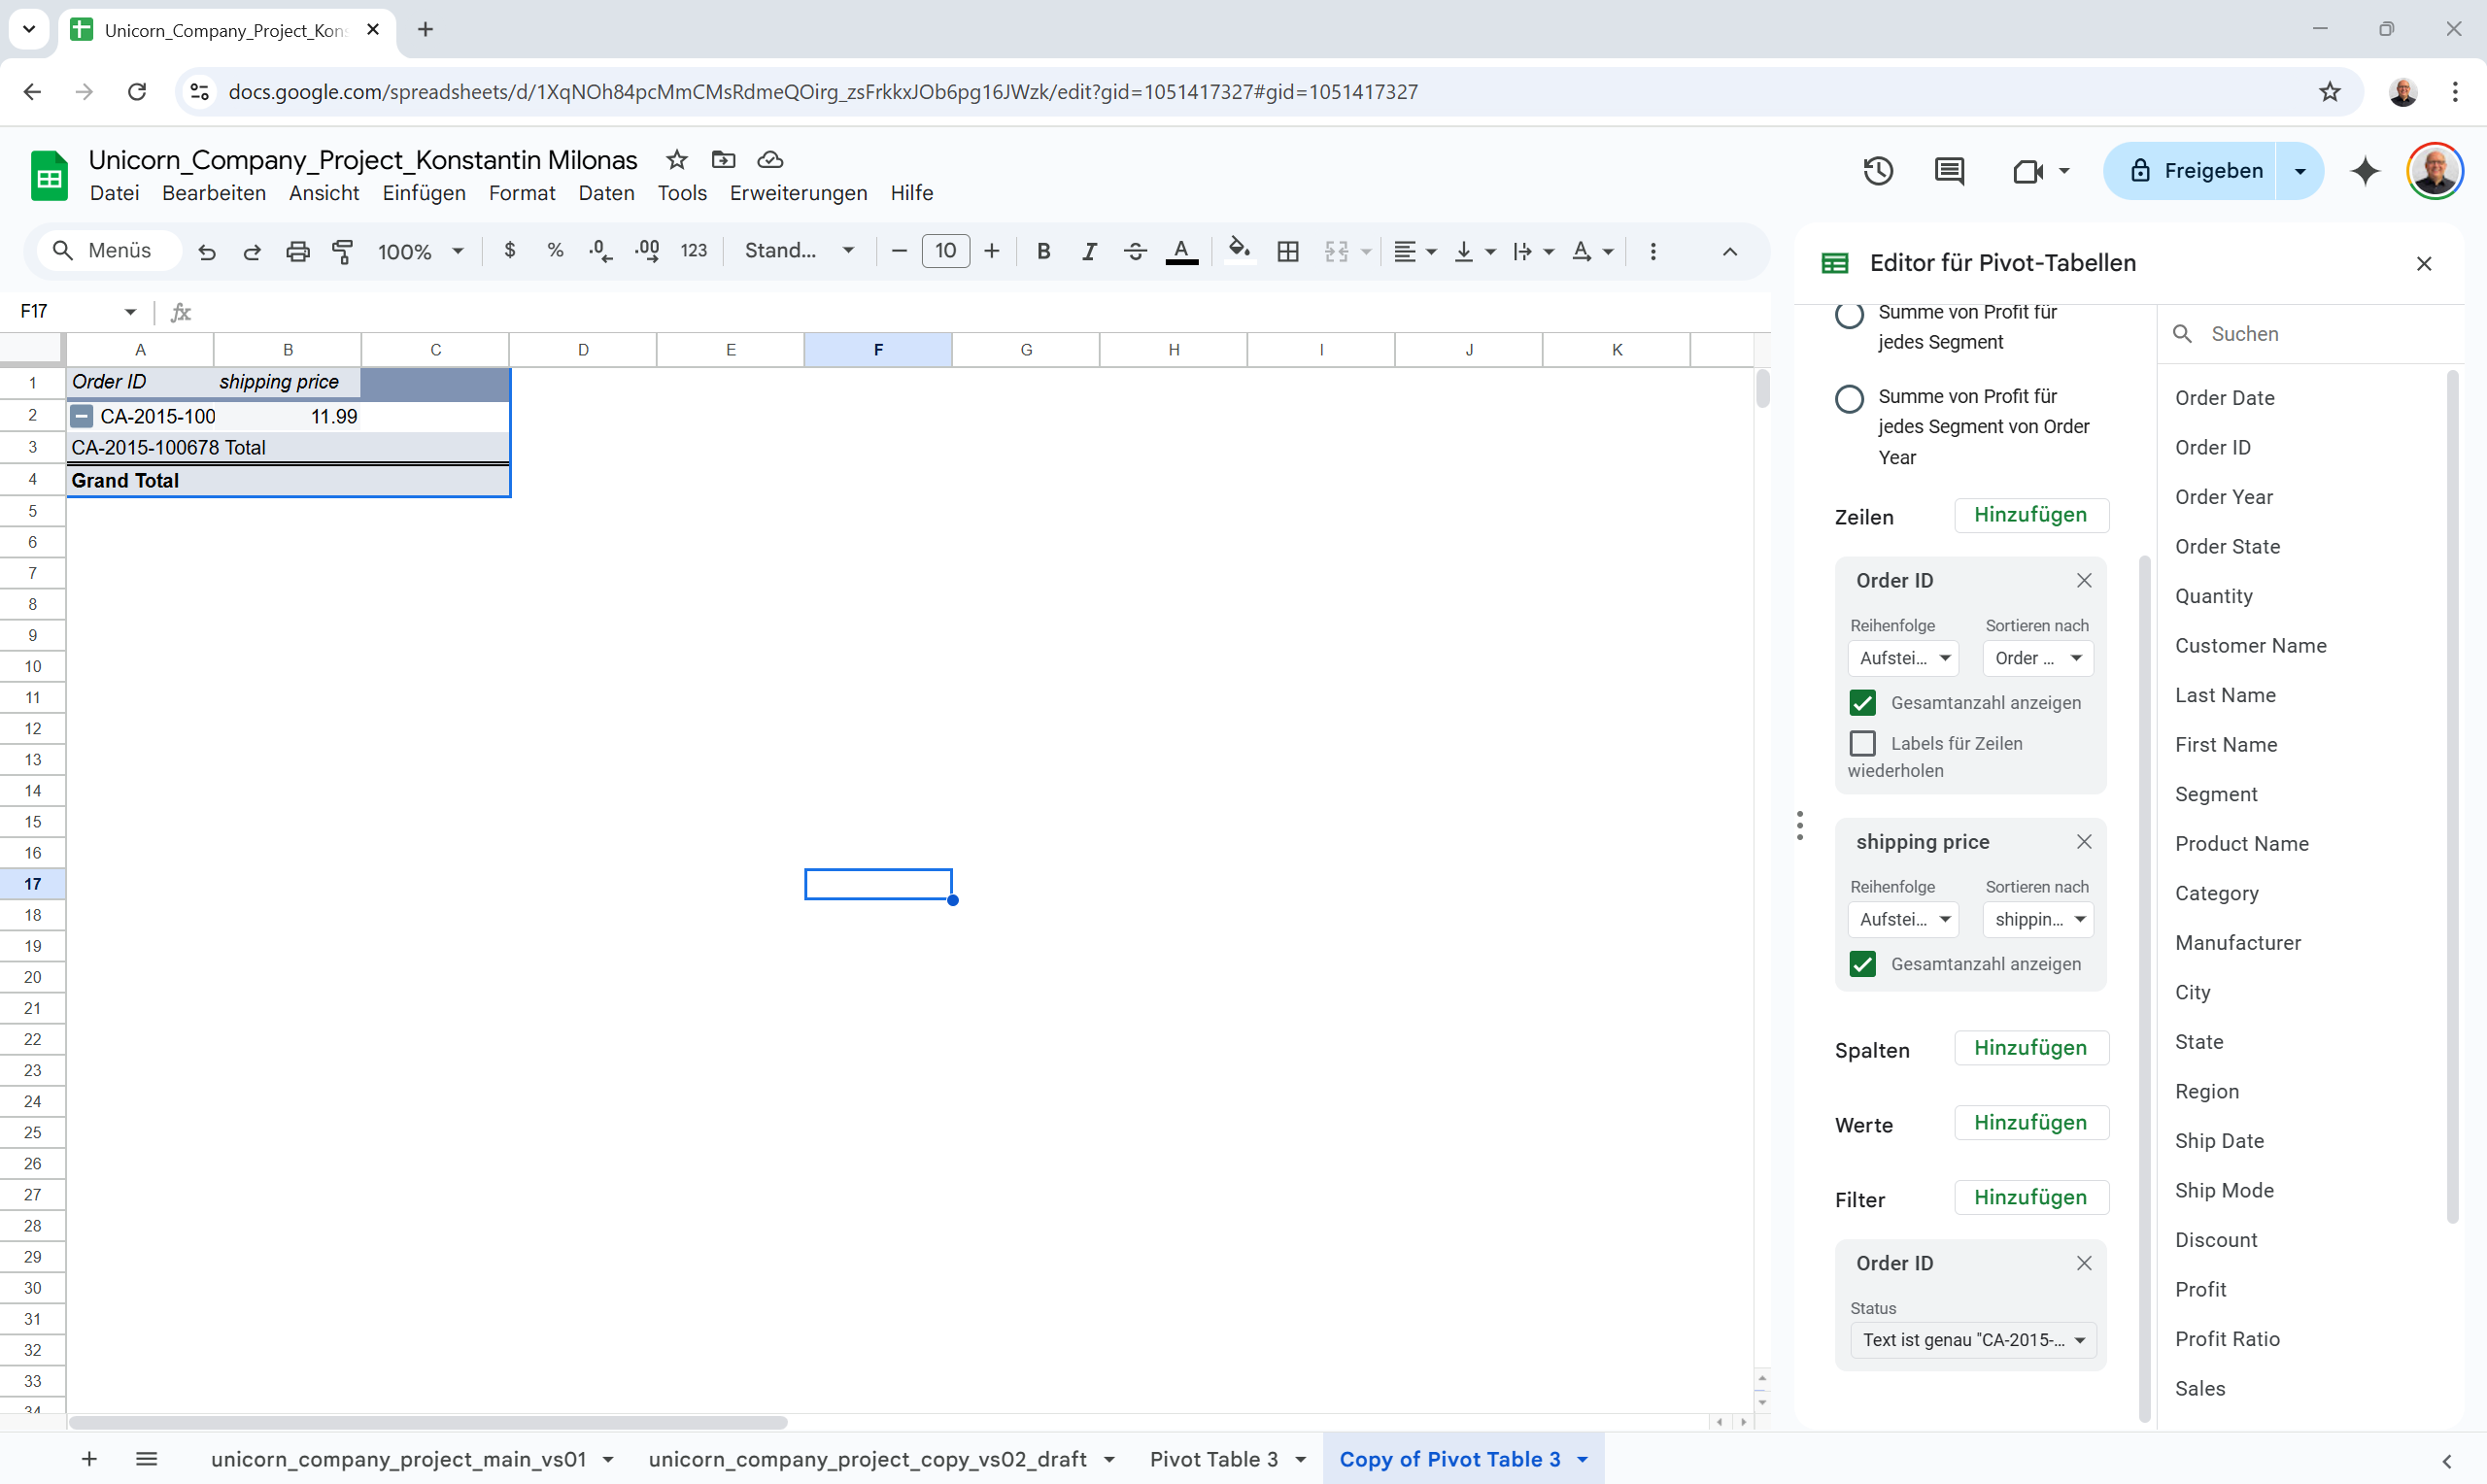 Unicorn_Company_Project_Kons
docs.google.com/spreadsheets/d/1XqNOh84pcMmCMsRdmeQOirg_zsFrkkxJOb6pg16JWzk/edit?gid=1051417327#gid=1051417327
Unicorn_Company_Project_Konstantin Milonas
Datei Bearbeiten Ansicht Einfügen Format Daten Tools Erweiterungen Hilfe
Freigeben
Menüs 100% $ % .0 .00 123 Stand... 10 B I S A
F17 fx
A B C D E F G H I J K
1 Order ID shipping price
2 CA-2015-100 11.99
3 CA-2015-100678 Total
4 Grand Total
5
6
7
8
9
10
11
12
13
14
15
16
17
18
19
20
21
22
23
24
25
26
27
28
29
30
31
32
33
34
Editor für Pivot-Tabellen
Summe von Profit für
jedes Segment
Summe von Profit für
jedes Segment von Order
Year
Zeilen Hinzufügen
Order ID
Reihenfolge Sortieren nach
Aufstei... Order ...
Gesamtanzahl anzeigen
Labels für Zeilen
wiederholen
shipping price
Reihenfolge Sortieren nach
Aufstei... shippin...
Gesamtanzahl anzeigen
Spalten Hinzufügen
Werte Hinzufügen
Filter Hinzufügen
Order ID
Status
Text ist genau "CA-2015-...
Suchen
Order Date
Order ID
Order Year
Order State
Quantity
Customer Name
Last Name
First Name
Segment
Product Name
Category
Manufacturer
City
State
Region
Ship Date
Ship Mode
Discount
Profit
Profit Ratio
Sales
unicorn_company_project_main_vs01 unicorn_company_project_copy_vs02_draft Pivot Table 3 Copy of Pivot Table 3